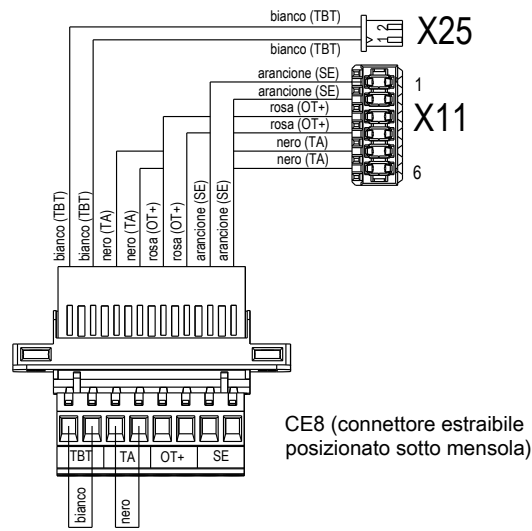 bianco (TBT)
1 2
X25
bianco (TBT)
arancione (SE)
1
arancione (SE)
rosa (OT+)
X11
rosa (OT+)
nero (TA)
nero (TA)
6
bianco (TBT)
bianco (TBT)
nero (TA)
nero (TA)
rosa (OT+)
rosa (OT+)
arancione (SE)
arancione (SE)
CE8 (connettore estraibile
posizionato sotto mensola)
TBT TA OT+ SE
bianco
nero